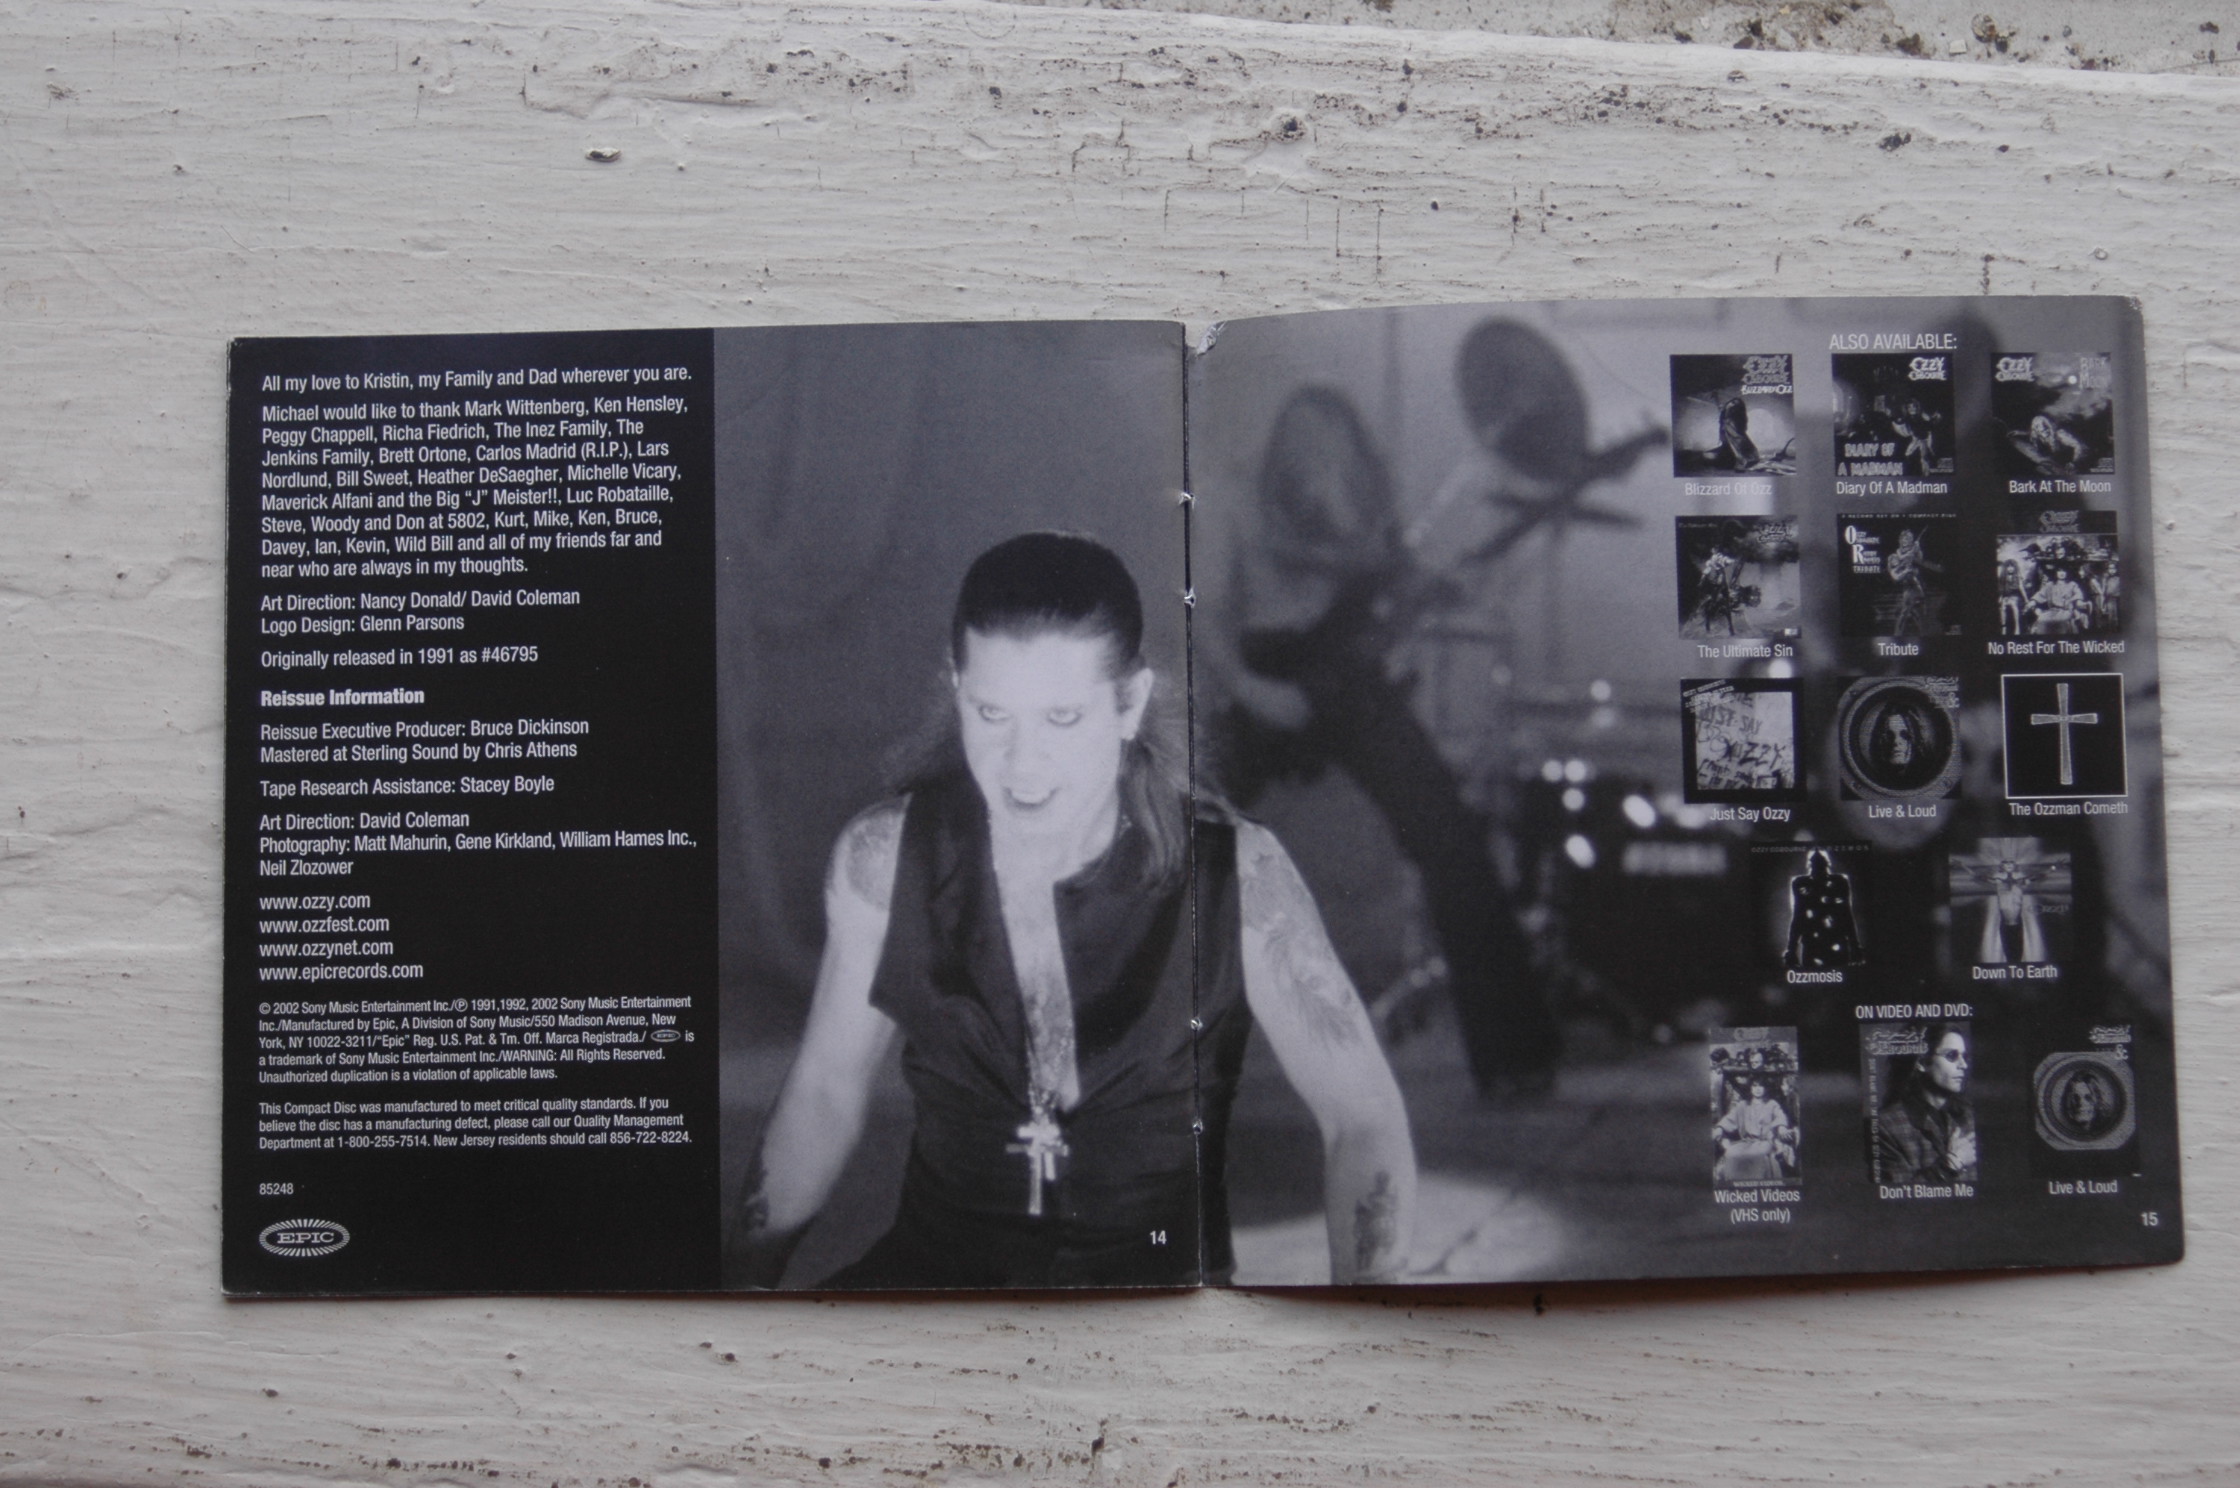 All my love to Kristin, my Family and Dad wherever you are.
Michael would like to thank Mark Wittenberg, Ken Hensley,
Peggy Chappell, Richa Fiedrich, The Inez Family, The
Jenkins Family, Brett Ortone, Carlos Madrid (R.I.P.), Lars
Nordlund, Bill Sweet, Heather DeSaegher, Michelle Vicary,
Maverick Alfani and the Big "J" Meister!!, Luc Robataille,
Steve, Woody and Don at 5802, Kurt, Mike, Ken, Bruce,
Davey, Ian, Kevin, Wild Bill and all of my friends far and
near who are always in my thoughts.
Art Direction: Nancy Donald/ David Coleman
Logo Design: Glenn Parsons
Originally released in 1991 as #46795
Reissue Information
Reissue Executive Producer: Bruce Dickinson
Mastered at Sterling Sound by Chris Athens
Tape Research Assistance: Stacey Boyle
Art Direction: David Coleman
Photography: Matt Mahurin, Gene Kirkland, William Hames Inc.,
Neil Zlozower
www.ozzy.com
www.ozzfest.com
www.ozzynet.com
www.epicrecords.com
© 2002 Sony Music Entertainment Inc./℗ 1991,1992, 2002 Sony Music Entertainment
Inc./Manufactured by Epic, A Division of Sony Music/550 Madison Avenue, New
York, NY 10022-3211/"Epic" Reg. U.S. Pat. & Tm. Off. Marca Registrada./ EPIC is
a trademark of Sony Music Entertainment Inc./WARNING: All Rights Reserved.
Unauthorized duplication is a violation of applicable laws.
This Compact Disc was manufactured to meet critical quality standards. If you
believe the disc has a manufacturing defect, please call our Quality Management
Department at 1-800-255-7514. New Jersey residents should call 856-722-8224.
85248
EPIC
14
ALSO AVAILABLE:
OZZY
DIARY OF
A MADMAN
OZZY
Blizzard Of Ozz
Diary Of A Madman
Bark At The Moon
TRIBUTE
The Ultimate Sin
Tribute
No Rest For The Wicked
JUST SAY
OZZY
Just Say Ozzy
Live & Loud
The Ozzman Cometh
Ozzmosis
Down To Earth
ON VIDEO AND DVD:
Wicked Videos
(VHS only)
Don't Blame Me
Live & Loud
15